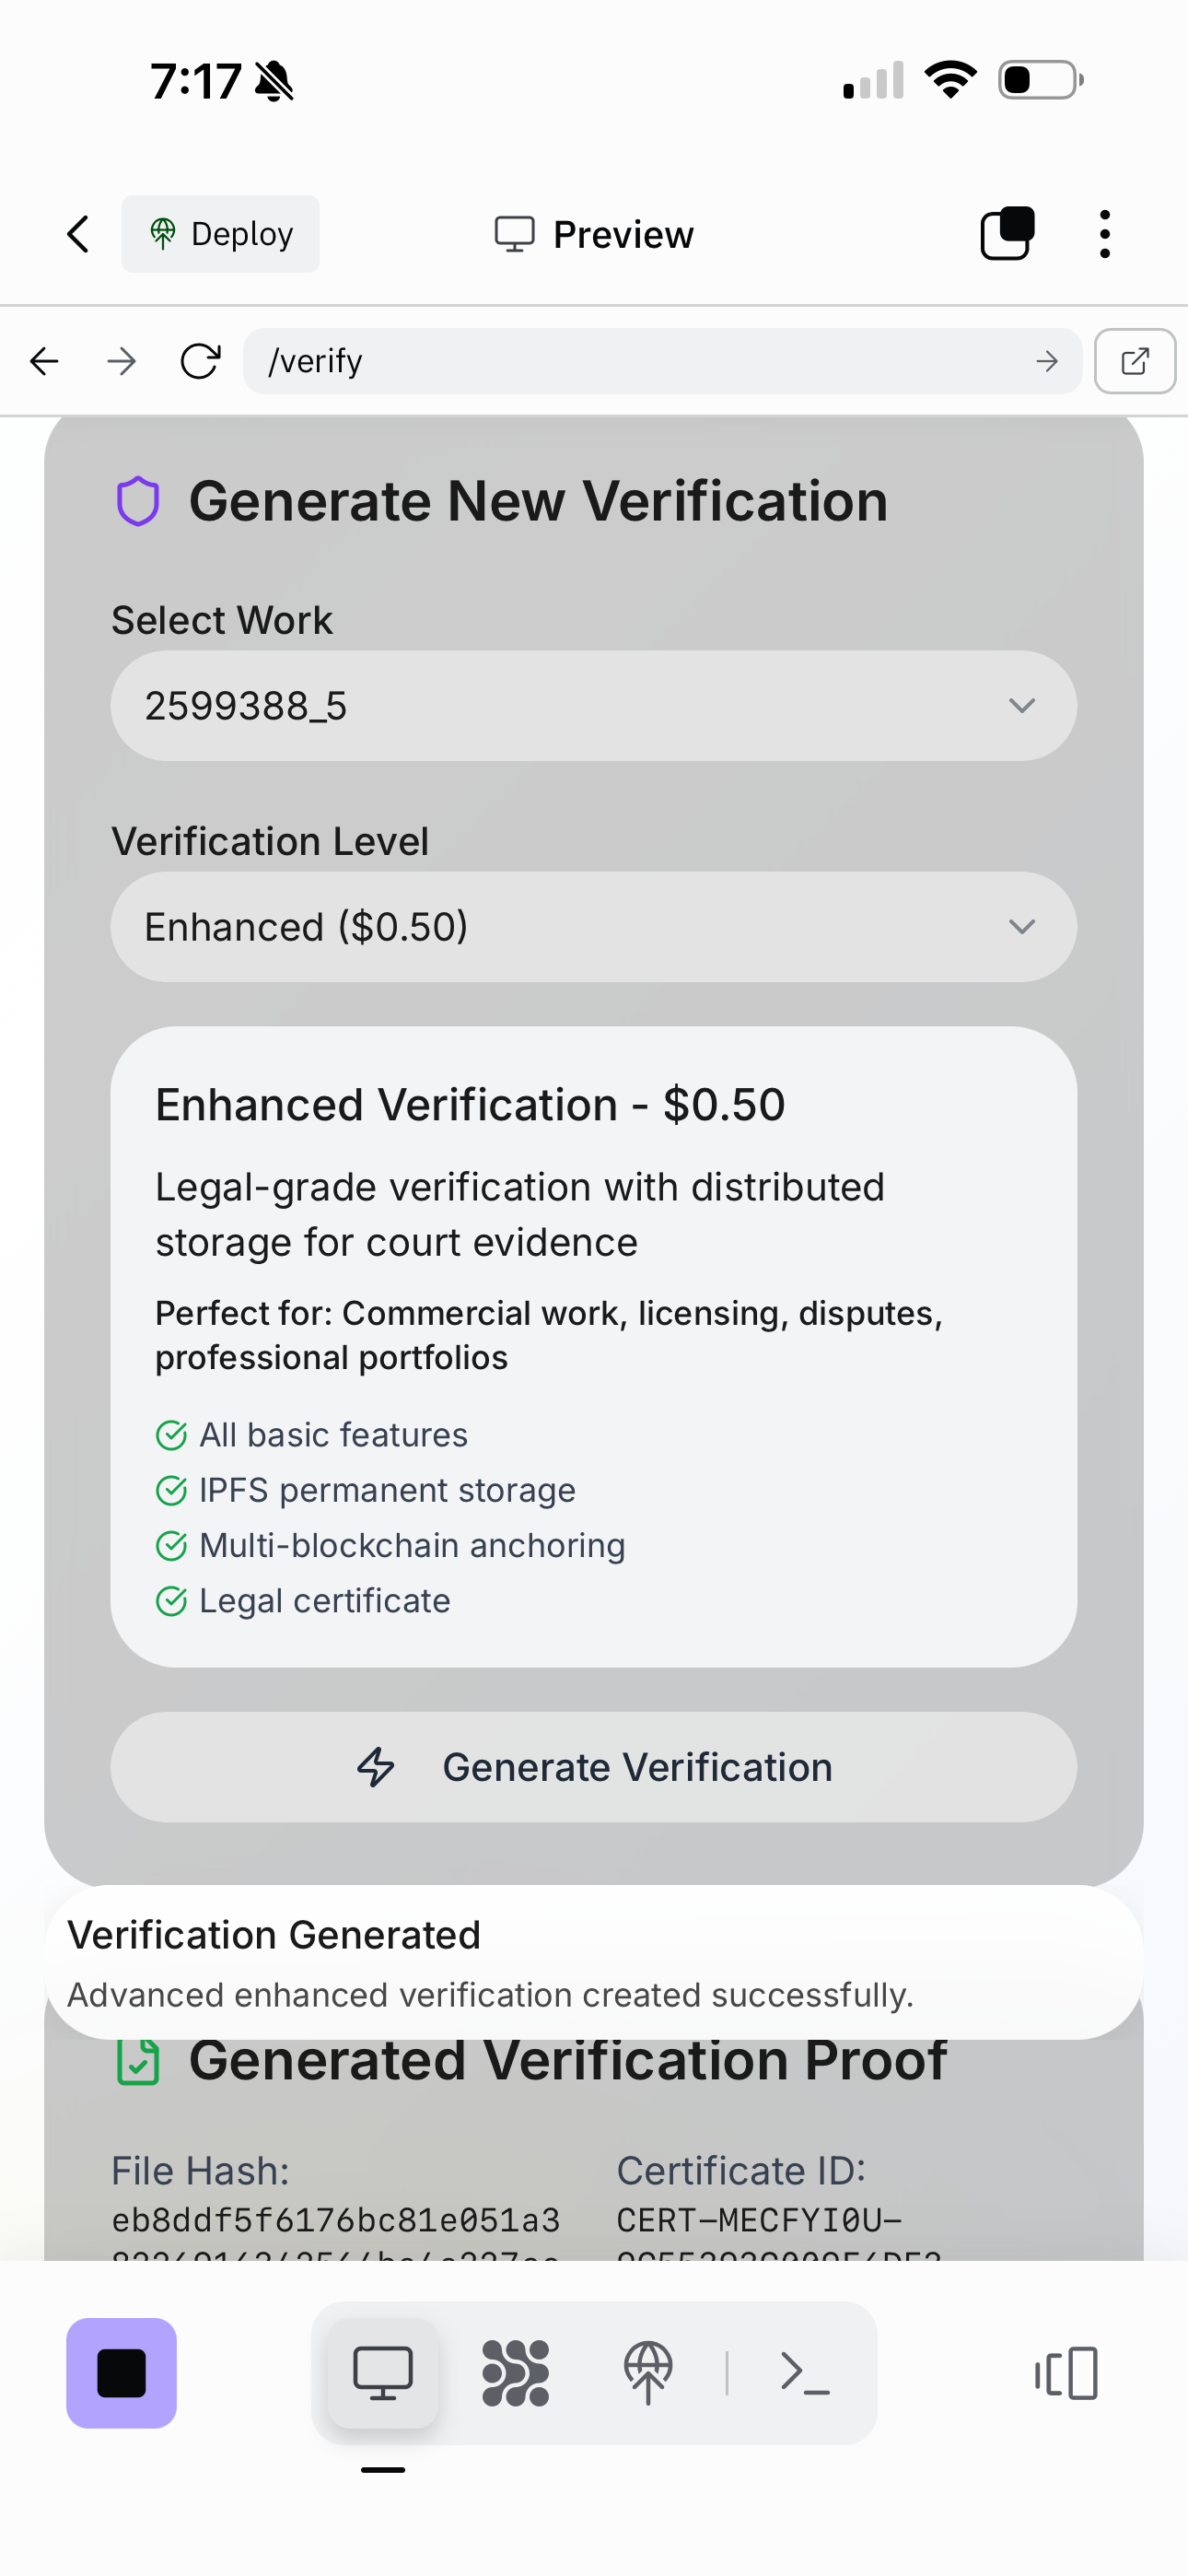 7:17
Deploy
Preview
/verify
Generate New Verification
Select Work
2599388_5
Verification Level
Enhanced ($0.50)
Enhanced Verification - $0.50
Legal-grade verification with distributed
storage for court evidence
Perfect for: Commercial work, licensing, disputes,
professional portfolios
All basic features
IPFS permanent storage
Multi-blockchain anchoring
Legal certificate
Generate Verification
Verification Generated
Advanced enhanced verification created successfully.
Generated Verification Proof
File Hash:
Certificate ID:
eb8ddf5f6176bc81e051a3
CERT-MECFYI0U-